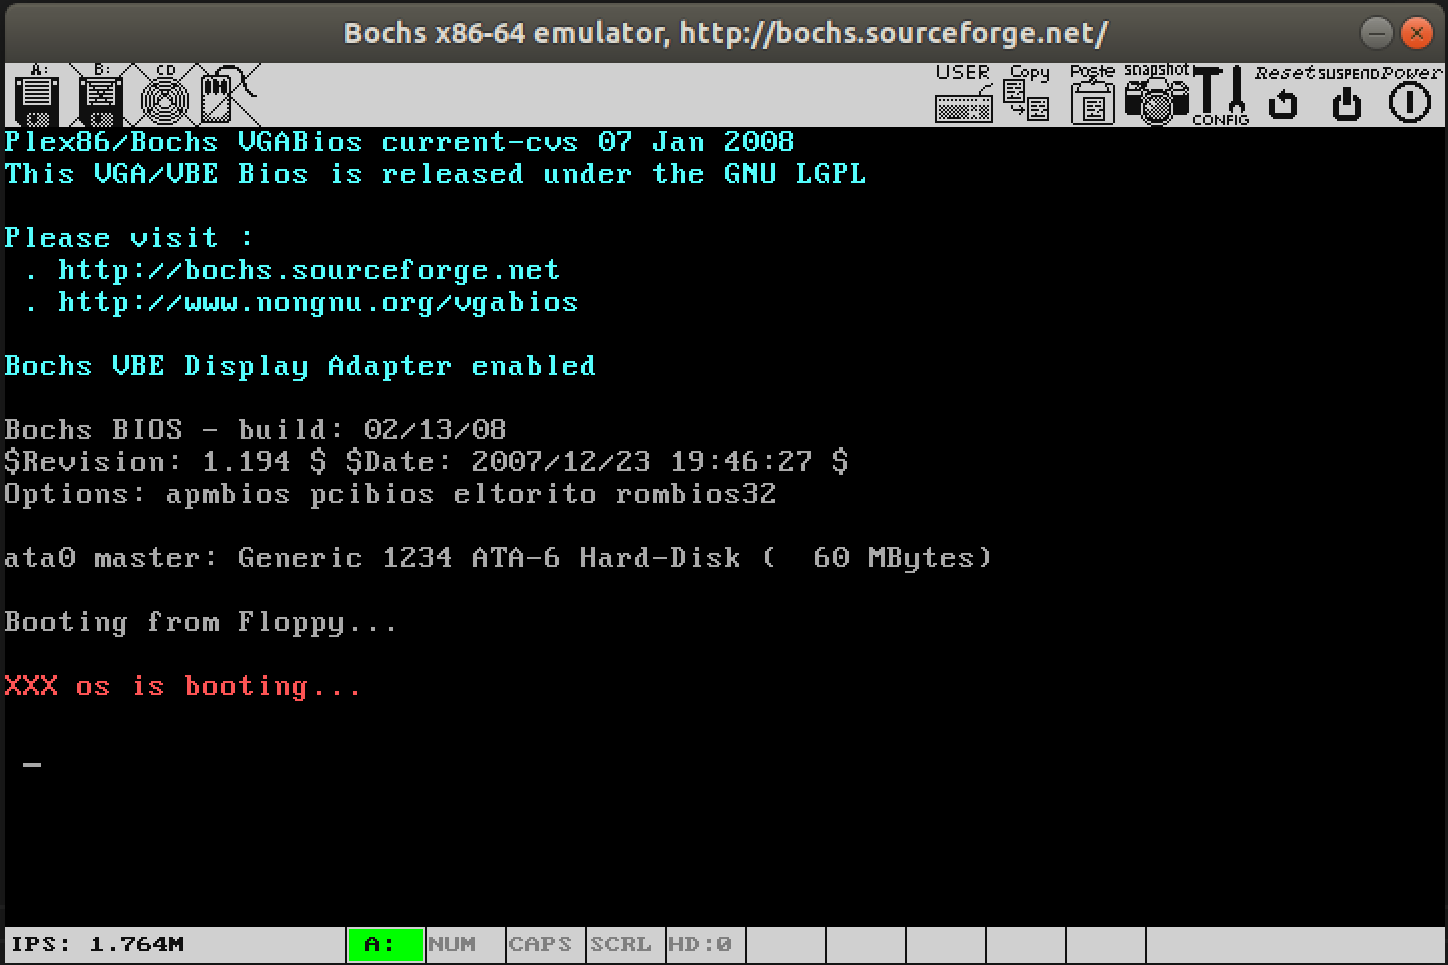 Bochs x86-64 emulator, http://bochs.sourceforge.net/
A: B: CD USER Copy Paste snapshot CONFIG Reset SUSPEND Power
Plex86/Bochs VGABios current-cvs 07 Jan 2008
This VGA/VBE Bios is released under the GNU LGPL
Please visit :
. http://bochs.sourceforge.net
. http://www.nongnu.org/vgabios
Bochs VBE Display Adapter enabled
Bochs BIOS - build: 02/13/08
$Revision: 1.194 $ $Date: 2007/12/23 19:46:27 $
Options: apmbios pcibios eltorito rombios32
ata0 master: Generic 1234 ATA-6 Hard-Disk (  60 MBytes)
Booting from Floppy...
XXX os is booting...
_
IPS: 1.764M A: NUM CAPS SCRL HD:0